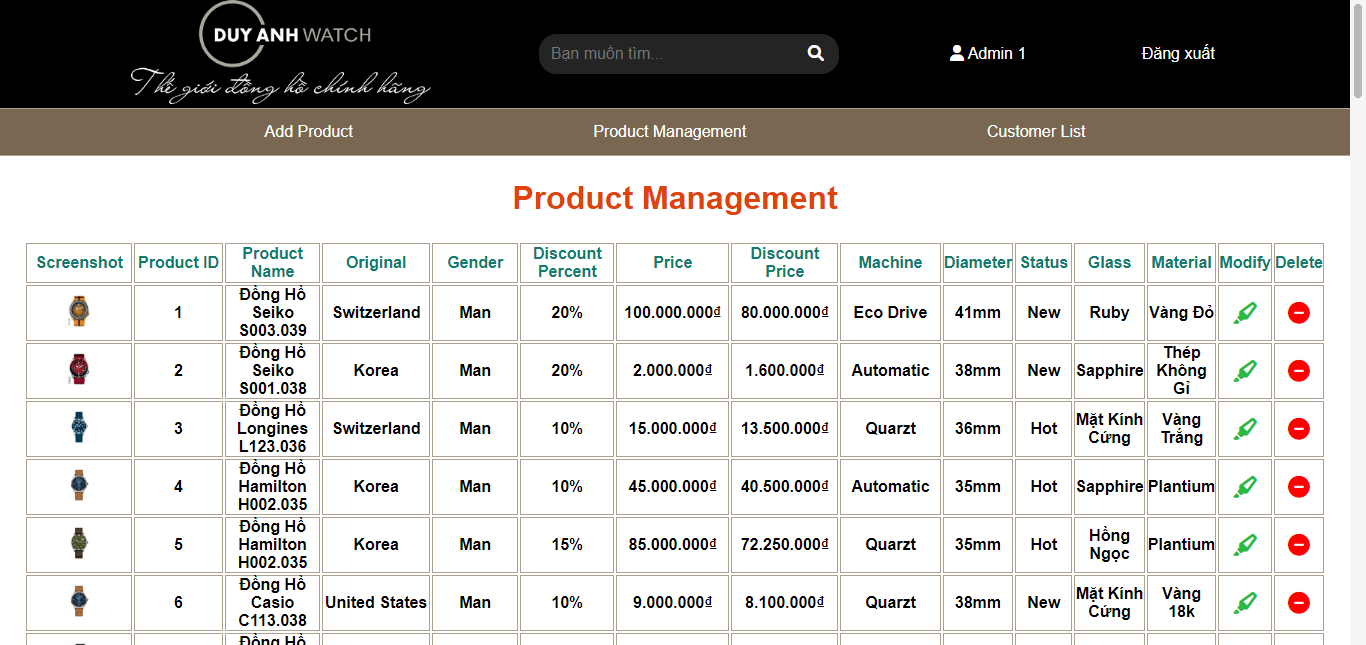 DUY ANH WATCH
Thế giới đồng hồ chính hãng
Bạn muốn tìm...
Admin 1
Đăng xuất
Add Product
Product Management
Customer List
Product Management
Screenshot Product ID Product Name Original Gender Discount Percent Price Discount Price Machine Diameter Status Glass Material Modify Delete
1 Đồng Hồ Seiko S003.039 Switzerland Man 20% 100.000.000₫ 80.000.000₫ Eco Drive 41mm New Ruby Vàng Đỏ
2 Đồng Hồ Seiko S001.038 Korea Man 20% 2.000.000₫ 1.600.000₫ Automatic 38mm New Sapphire Thép Không Gỉ
3 Đồng Hồ Longines L123.036 Switzerland Man 10% 15.000.000₫ 13.500.000₫ Quarzt 36mm Hot Mặt Kính Cứng Vàng Trắng
4 Đồng Hồ Hamilton H002.035 Korea Man 10% 45.000.000₫ 40.500.000₫ Automatic 35mm Hot Sapphire Plantium
5 Đồng Hồ Hamilton H002.035 Korea Man 15% 85.000.000₫ 72.250.000₫ Quarzt 35mm Hot Hồng Ngọc Plantium
6 Đồng Hồ Casio C113.038 United States Man 10% 9.000.000₫ 8.100.000₫ Quarzt 38mm New Mặt Kính Cứng Vàng 18k
Đồng Hồ